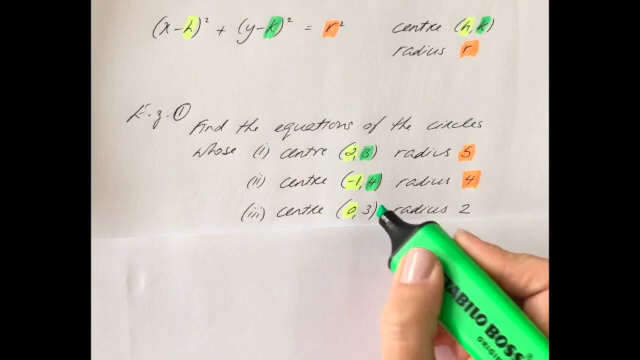 (x-h)² + (y-k)² = r² centre (h, k)
radius r
E.g. ①
Find the equations of the circles
whose (i) centre (2, 3) radius 5
(ii) centre (-1, 4) radius 4
(iii) centre (0, 3) radius 2
STABILO BOSS
ORIGINAL